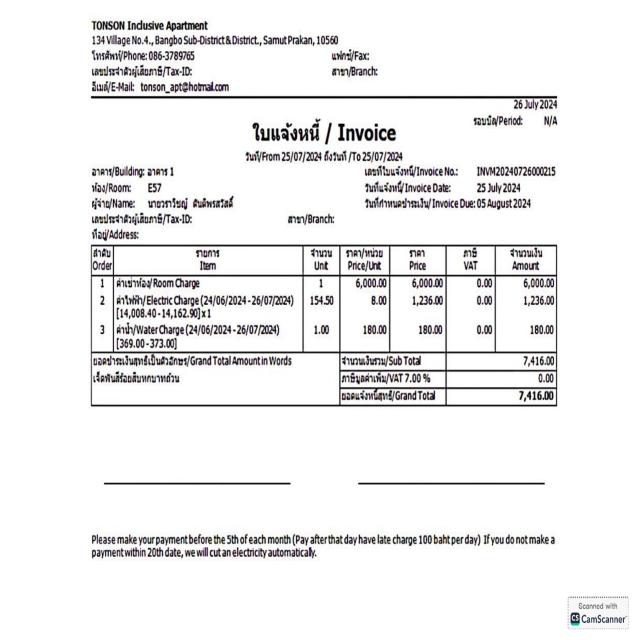 TONSON Inclusive Apartment
134 Village No.4., Bangbo Sub-District & District., Samut Prakan, 10560
โทรศัพท์/Phone: 086-3789765 แฟกซ์/Fax:
เลขประจำตัวผู้เสียภาษี/Tax-ID: สาขา/Branch:
อีเมล์/E-Mail: tonson_apt@hotmail.com
26 July 2024
รอบบิล/Period: N/A
ใบแจ้งหนี้ / Invoice
วันที่/From 25/07/2024 ถึงวันที่ /To 25/07/2024
อาคาร/Building: อาคาร 1 เลขที่ใบแจ้งหนี้/Invoice No.: INVM20240726000215
ห้อง/Room: E57 วันที่แจ้งหนี้/Invoice Date: 25 July 2024
ผู้จ่าย/Name: วันที่กำหนดชำระเงิน/Invoice Due: 05 August 2024
เลขประจำตัวผู้เสียภาษี/Tax-ID: สาขา/Branch:
ที่อยู่/Address:
ลำดับ รายการ จำนวน ราคา/หน่วย ราคา ภาษี จำนวนเงิน
Order Item Unit Price/Unit Price VAT Amount
1 ค่าเช่าห้อง/Room Charge 1 6,000.00 6,000.00 0.00 6,000.00
2 ค่าไฟฟ้า/Electric Charge (24/06/2024 - 26/07/2024) 154.50 8.00 1,236.00 0.00 1,236.00
[14,008.40 - 14,162.90] x 1
3 ค่าน้ำ/Water Charge (24/06/2024 - 26/07/2024) 1.00 180.00 180.00 0.00 180.00
[369.00 - 373.00]
ยอดชำระเงินสุทธิเป็นตัวอักษร/Grand Total Amount in Words จำนวนเงินรวม/Sub Total 7,416.00
เจ็ดพันสี่ร้อยสิบหกบาทถ้วน ภาษีมูลค่าเพิ่ม/VAT 7.00 % 0.00
ยอดแจ้งหนี้สุทธิ/Grand Total 7,416.00
Please make your payment before the 5th of each month (Pay after that day have late charge 100 baht per day) If you do not make a
payment within 20th date, we will cut an electricity automatically.
Scanned with
CS CamScanner